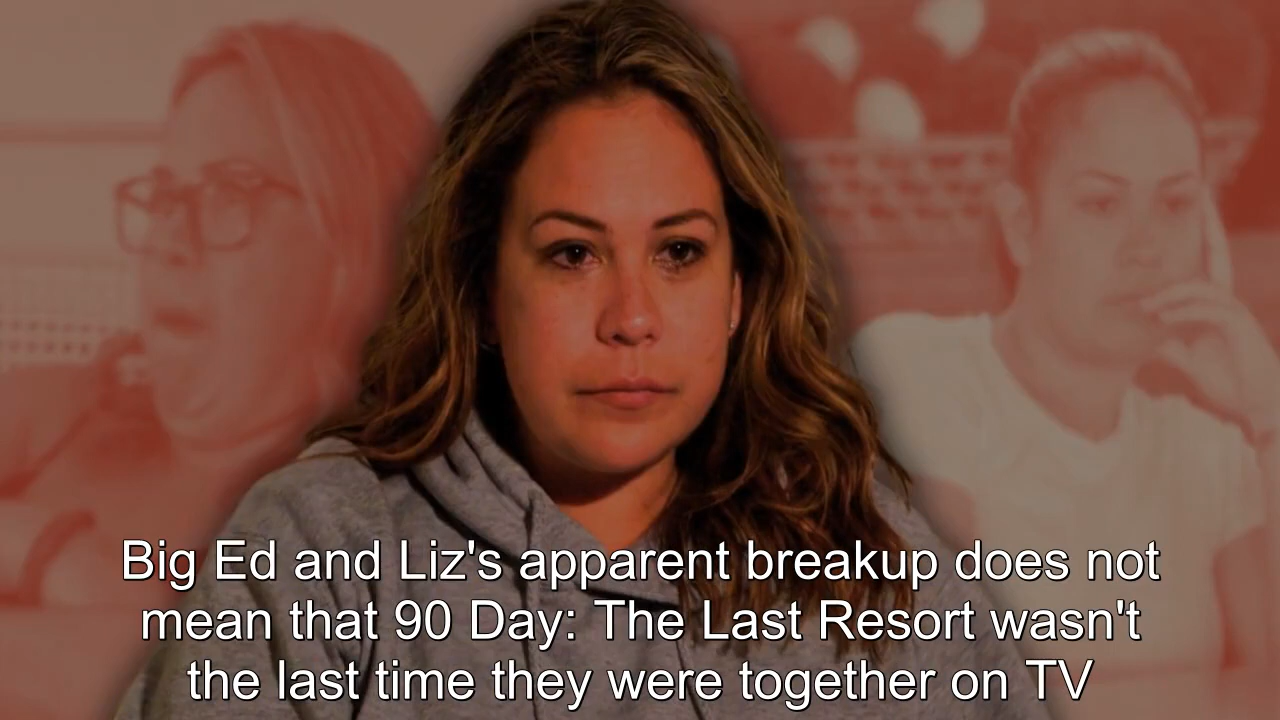 Big Ed and Liz's apparent breakup does not
mean that 90 Day: The Last Resort wasn't
the last time they were together on TV